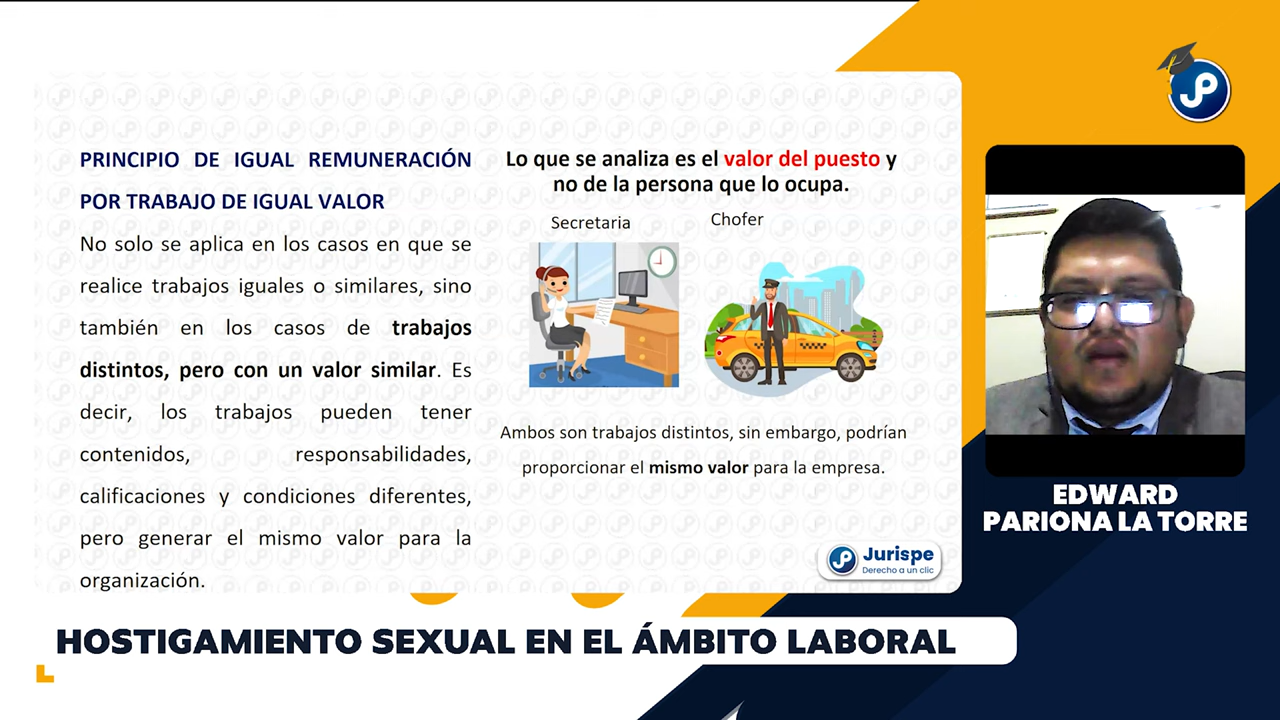 PRINCIPIO DE IGUAL REMUNERACIÓN
POR TRABAJO DE IGUAL VALOR
No solo se aplica en los casos en que se
realice trabajos iguales o similares, sino
también en los casos de trabajos
distintos, pero con un valor similar. Es
decir, los trabajos pueden tener
contenidos, responsabilidades,
calificaciones y condiciones diferentes,
pero generar el mismo valor para la
organización.
Lo que se analiza es el valor del puesto y
no de la persona que lo ocupa.
Secretaria
Chofer
Ambos son trabajos distintos, sin embargo, podrían
proporcionar el mismo valor para la empresa.
JP Jurispe
Derecho a un clic
JP
EDWARD
PARIONA LA TORRE
HOSTIGAMIENTO SEXUAL EN EL ÁMBITO LABORAL